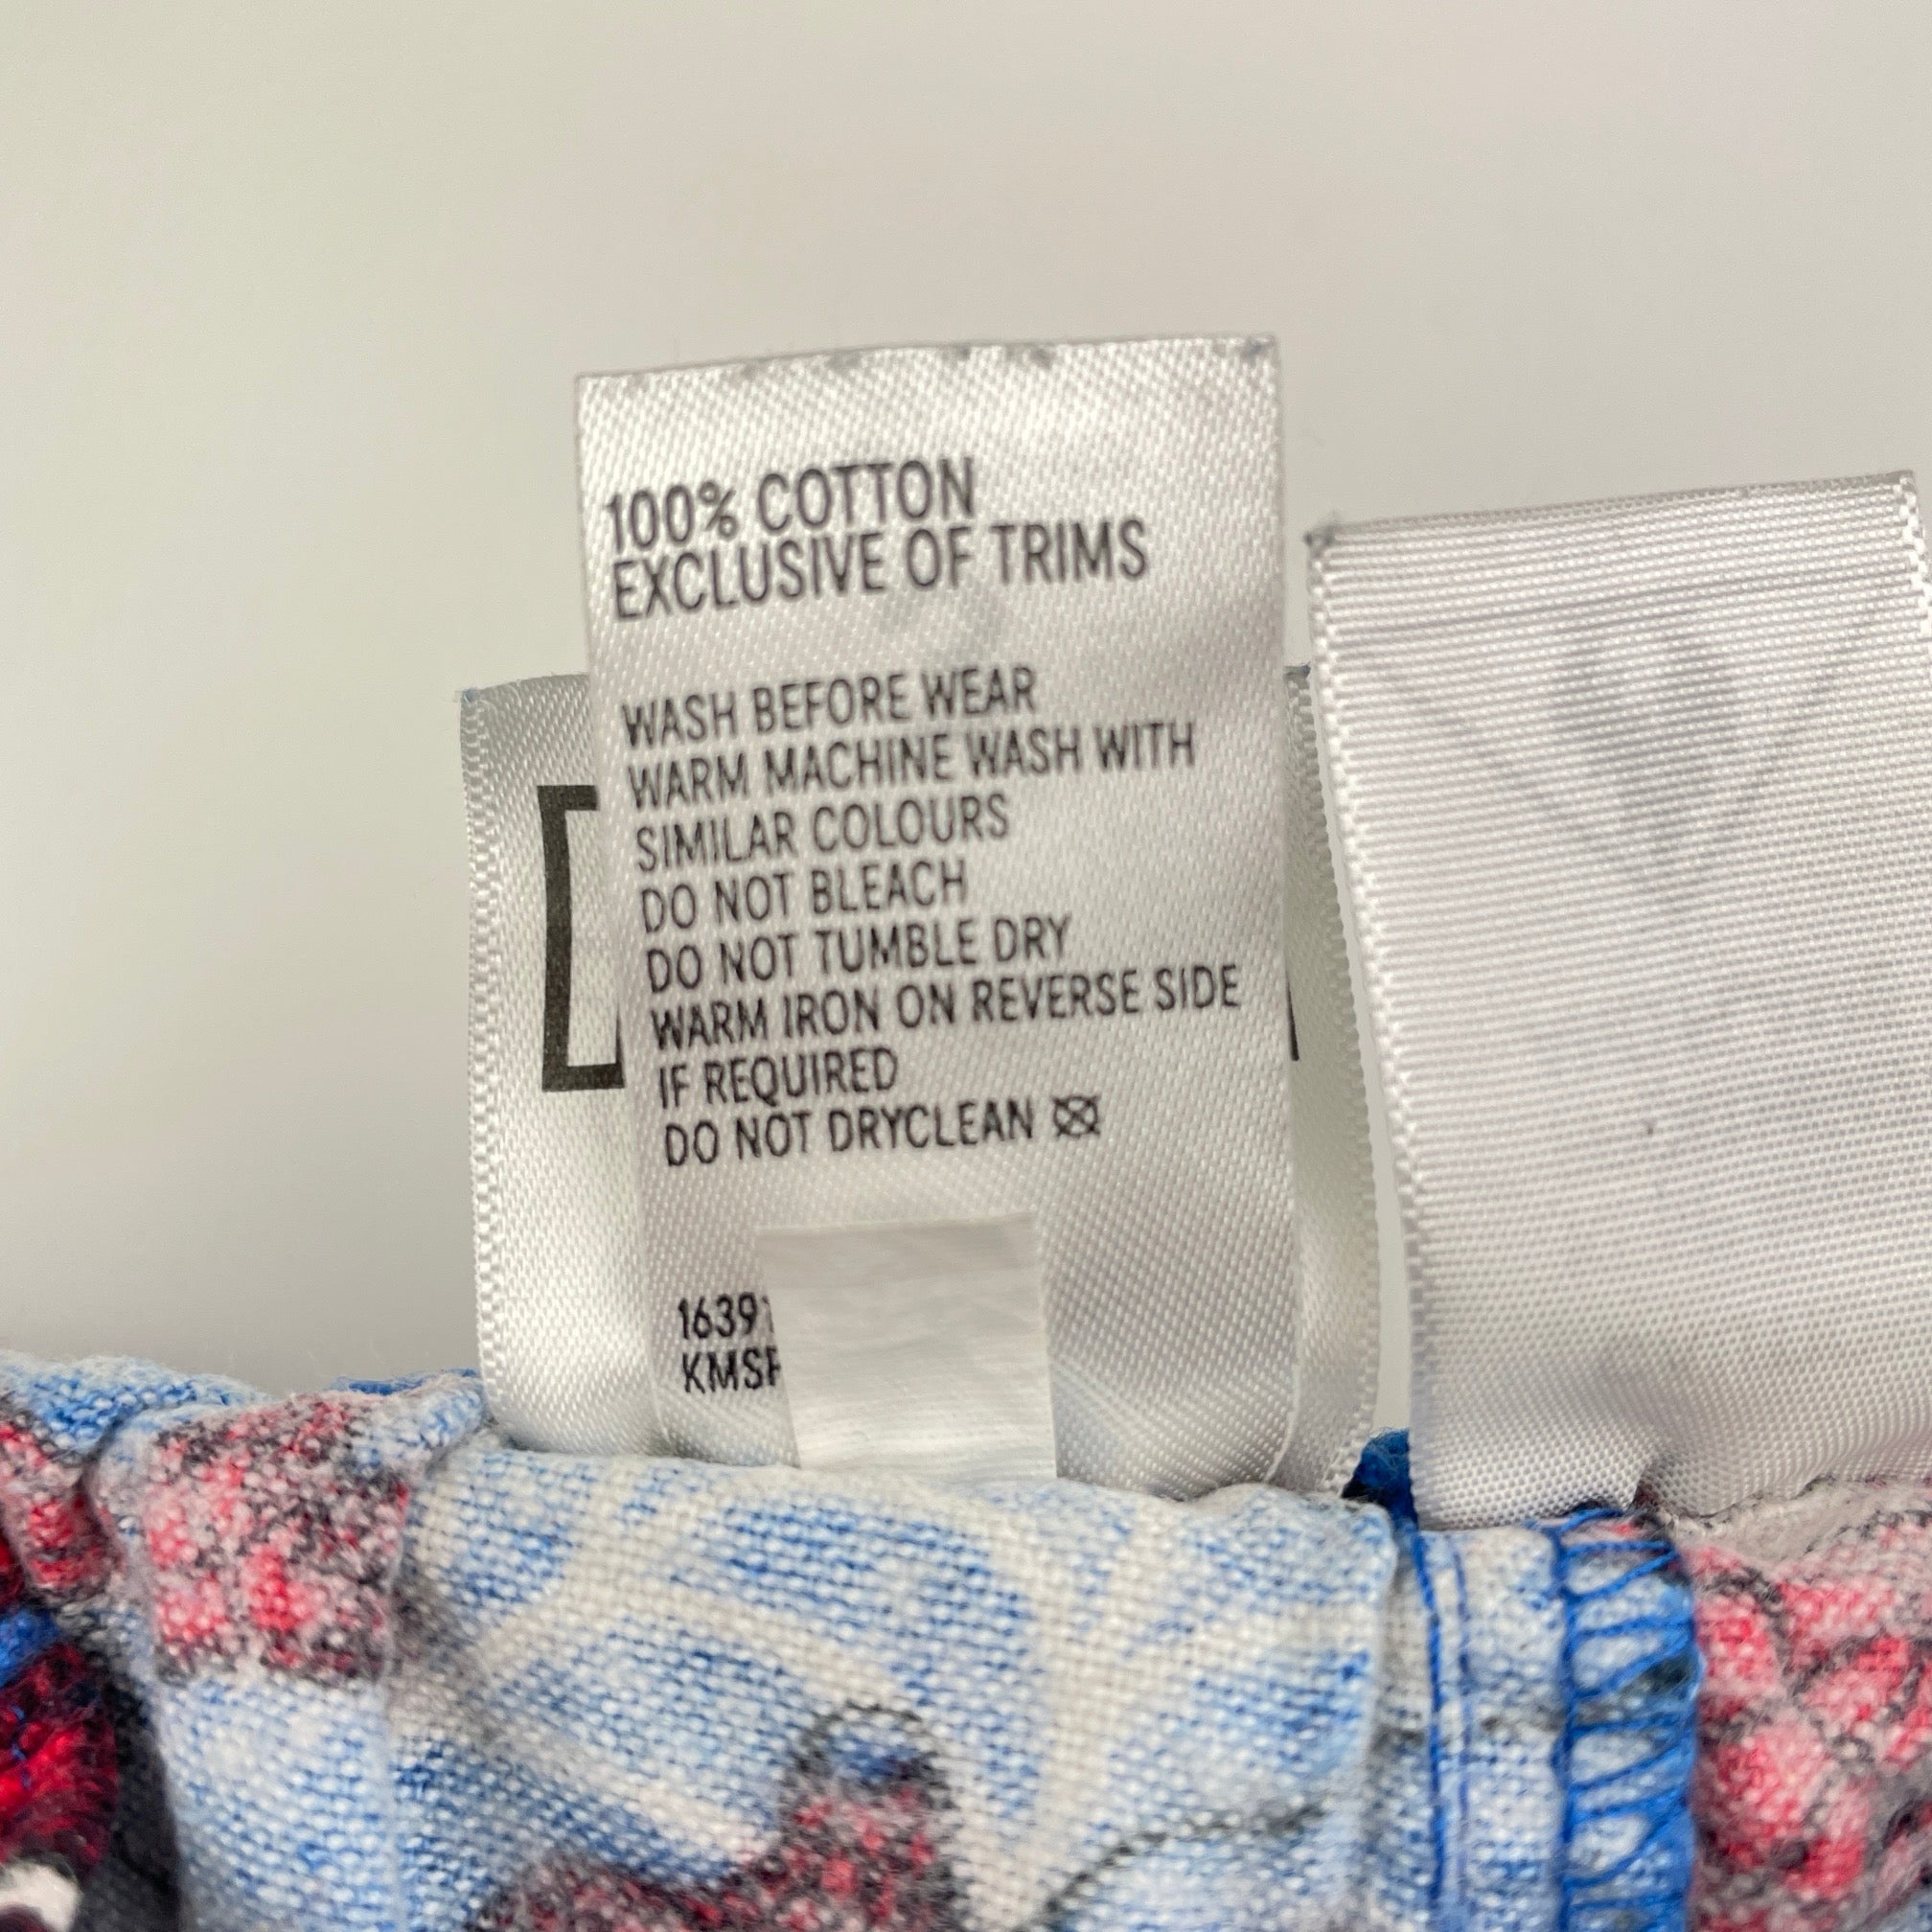 100% COTTON
EXCLUSIVE OF TRIMS
WASH BEFORE WEAR
WARM MACHINE WASH WITH
SIMILAR COLOURS
DO NOT BLEACH
DO NOT TUMBLE DRY
WARM IRON ON REVERSE SIDE
IF REQUIRED
DO NOT DRYCLEAN